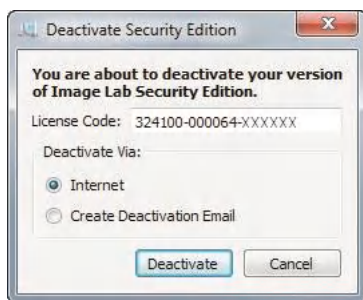 Deactivate Security Edition
You are about to deactivate your version
of Image Lab Security Edition.
License Code: 324100-000064-XXXXXX
Deactivate Via:
Internet
Create Deactivation Email
Deactivate Cancel